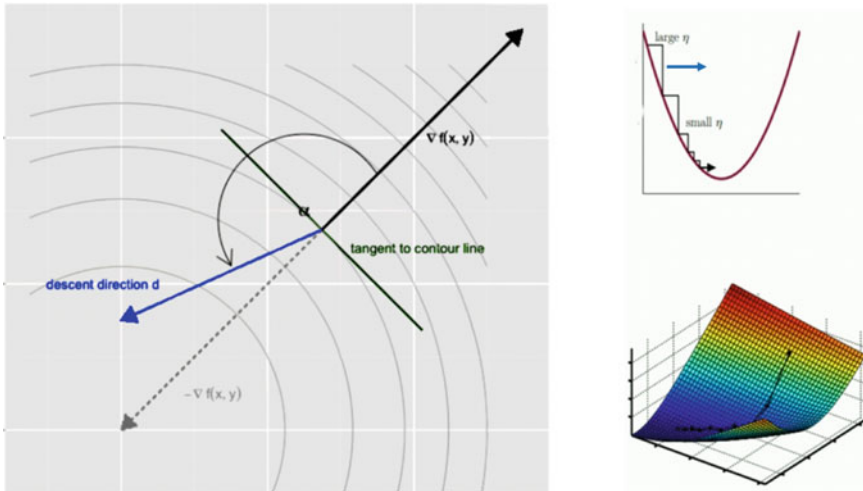 ∇ f(x, y)
α
tangent to contour line
descent direction d
−∇ f(x, y)
large η
small η